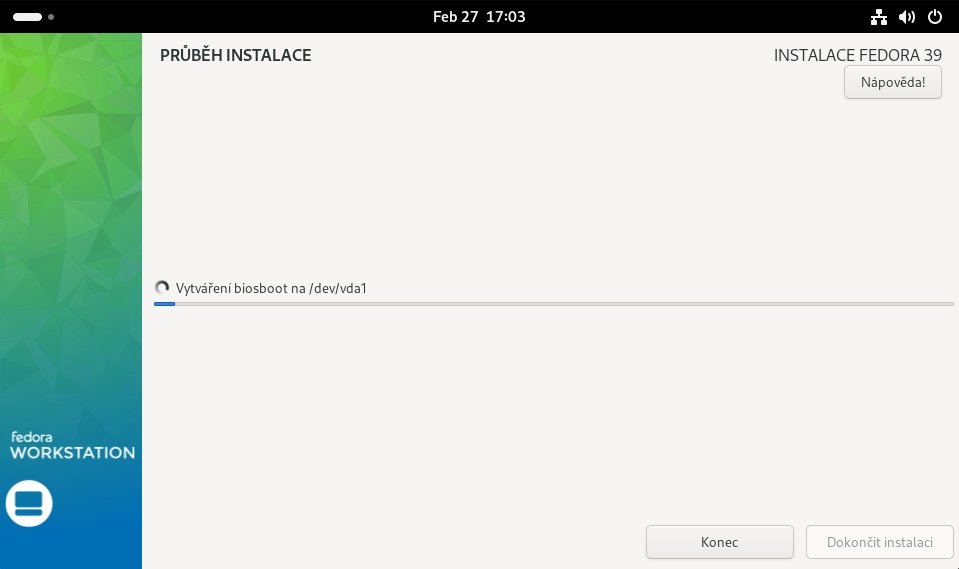 Feb 27 17:03
PRŮBĚH INSTALACE
INSTALACE FEDORA 39
Nápověda!
Vytváření biosboot na /dev/vda1
fedora
WORKSTATION
Konec
Dokončit instalaci